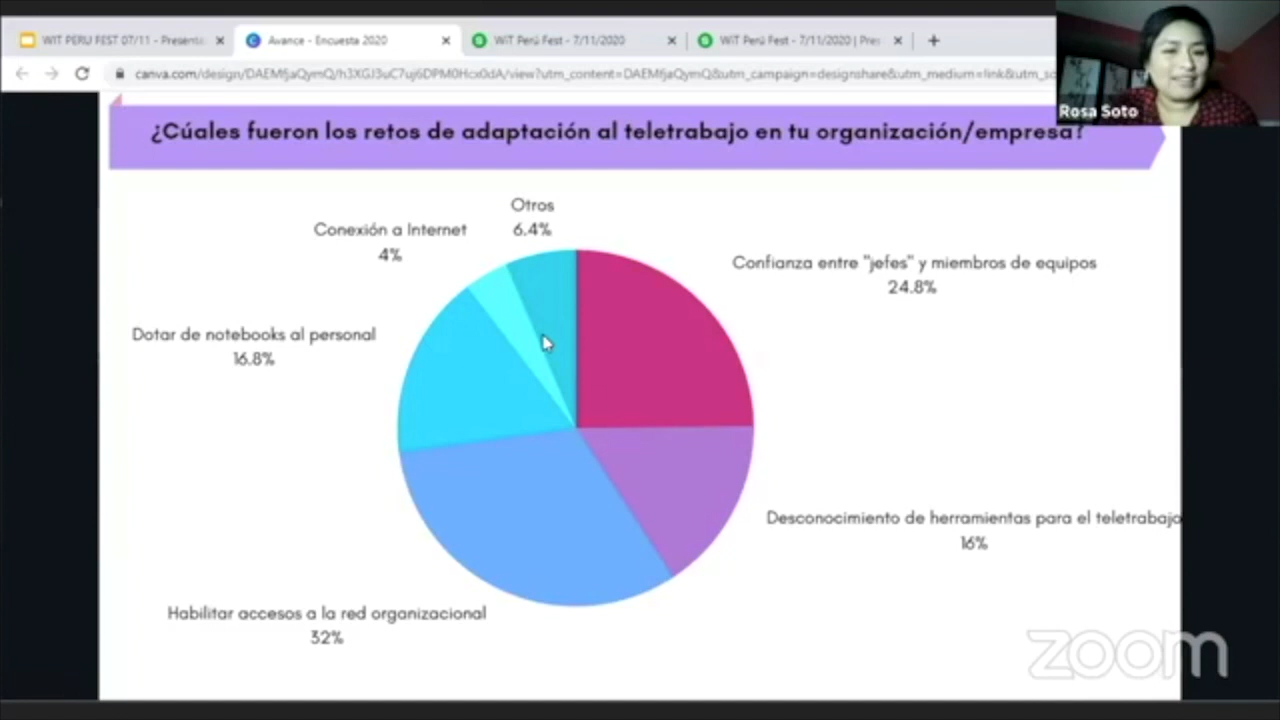 WIT PERU FEST 07/11 - Presenta
Avance - Encuesta 2020
WiT Perú Fest - 7/11/2020
WiT Perú Fest - 7/11/2020 | Pres
Rosa Soto
¿Cúales fueron los retos de adaptación al teletrabajo en tu organización/empresa?
Otros
6.4%
Conexión a Internet
4%
Confianza entre "jefes" y miembros de equipos
24.8%
Dotar de notebooks al personal
16.8%
Desconocimiento de herramientas para el teletrabajo
16%
Habilitar accesos a la red organizacional
32%
zoom